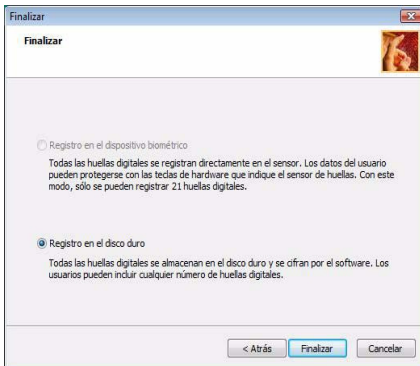 Finalizar
Finalizar
Registro en el dispositivo biométrico
Todas las huellas digitales se registran directamente en el sensor. Los datos del usuario
pueden protegerse con las teclas de hardware que indique el sensor de huellas. Con este
modo, sólo se pueden registrar 21 huellas digitales.
Registro en el disco duro
Todas las huellas digitales se almacenan en el disco duro y se cifran por el software. Los
usuarios pueden incluir cualquier número de huellas digitales.
< Atrás Finalizar Cancelar